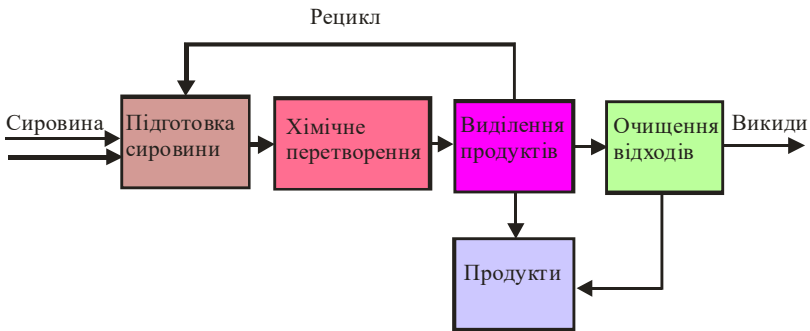 Рецикл
Сировина
Підготовка
сировини
Хімічне
перетворення
Виділення
продуктів
Очищення
відходів
Викиди
Продукти